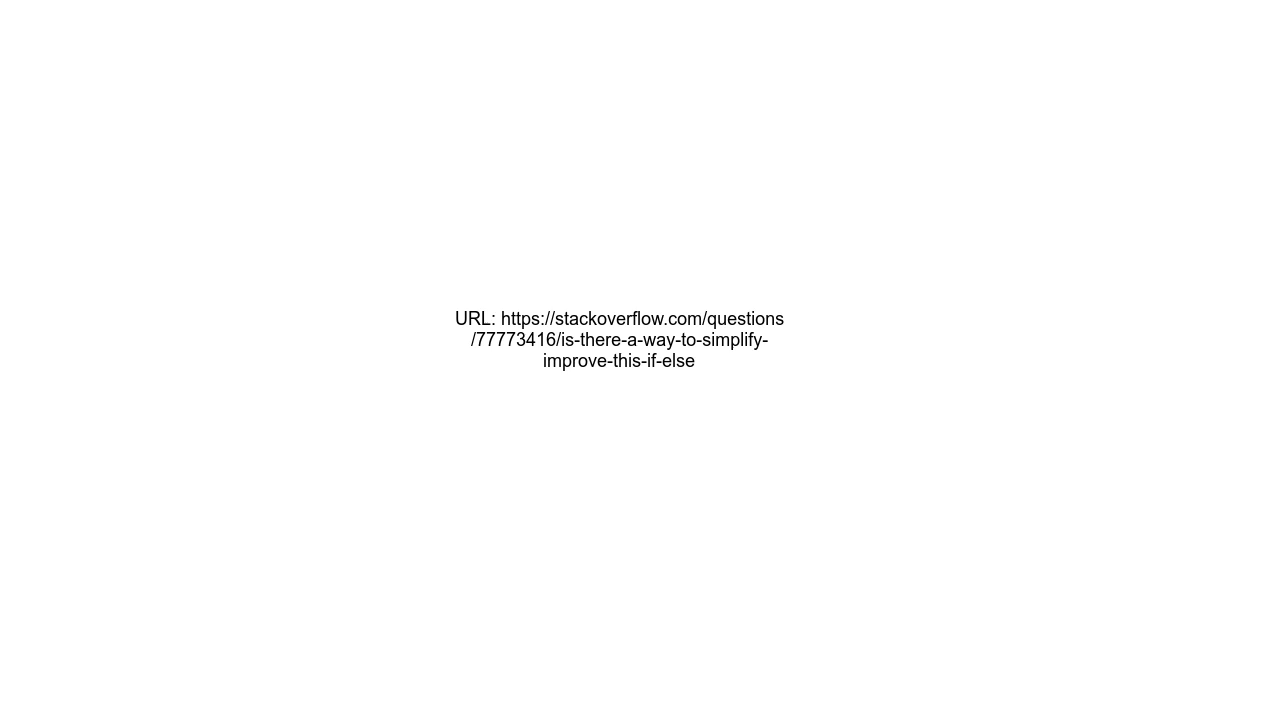 URL: https://stackoverflow.com/questions
/77773416/is-there-a-way-to-simplify-
improve-this-if-else